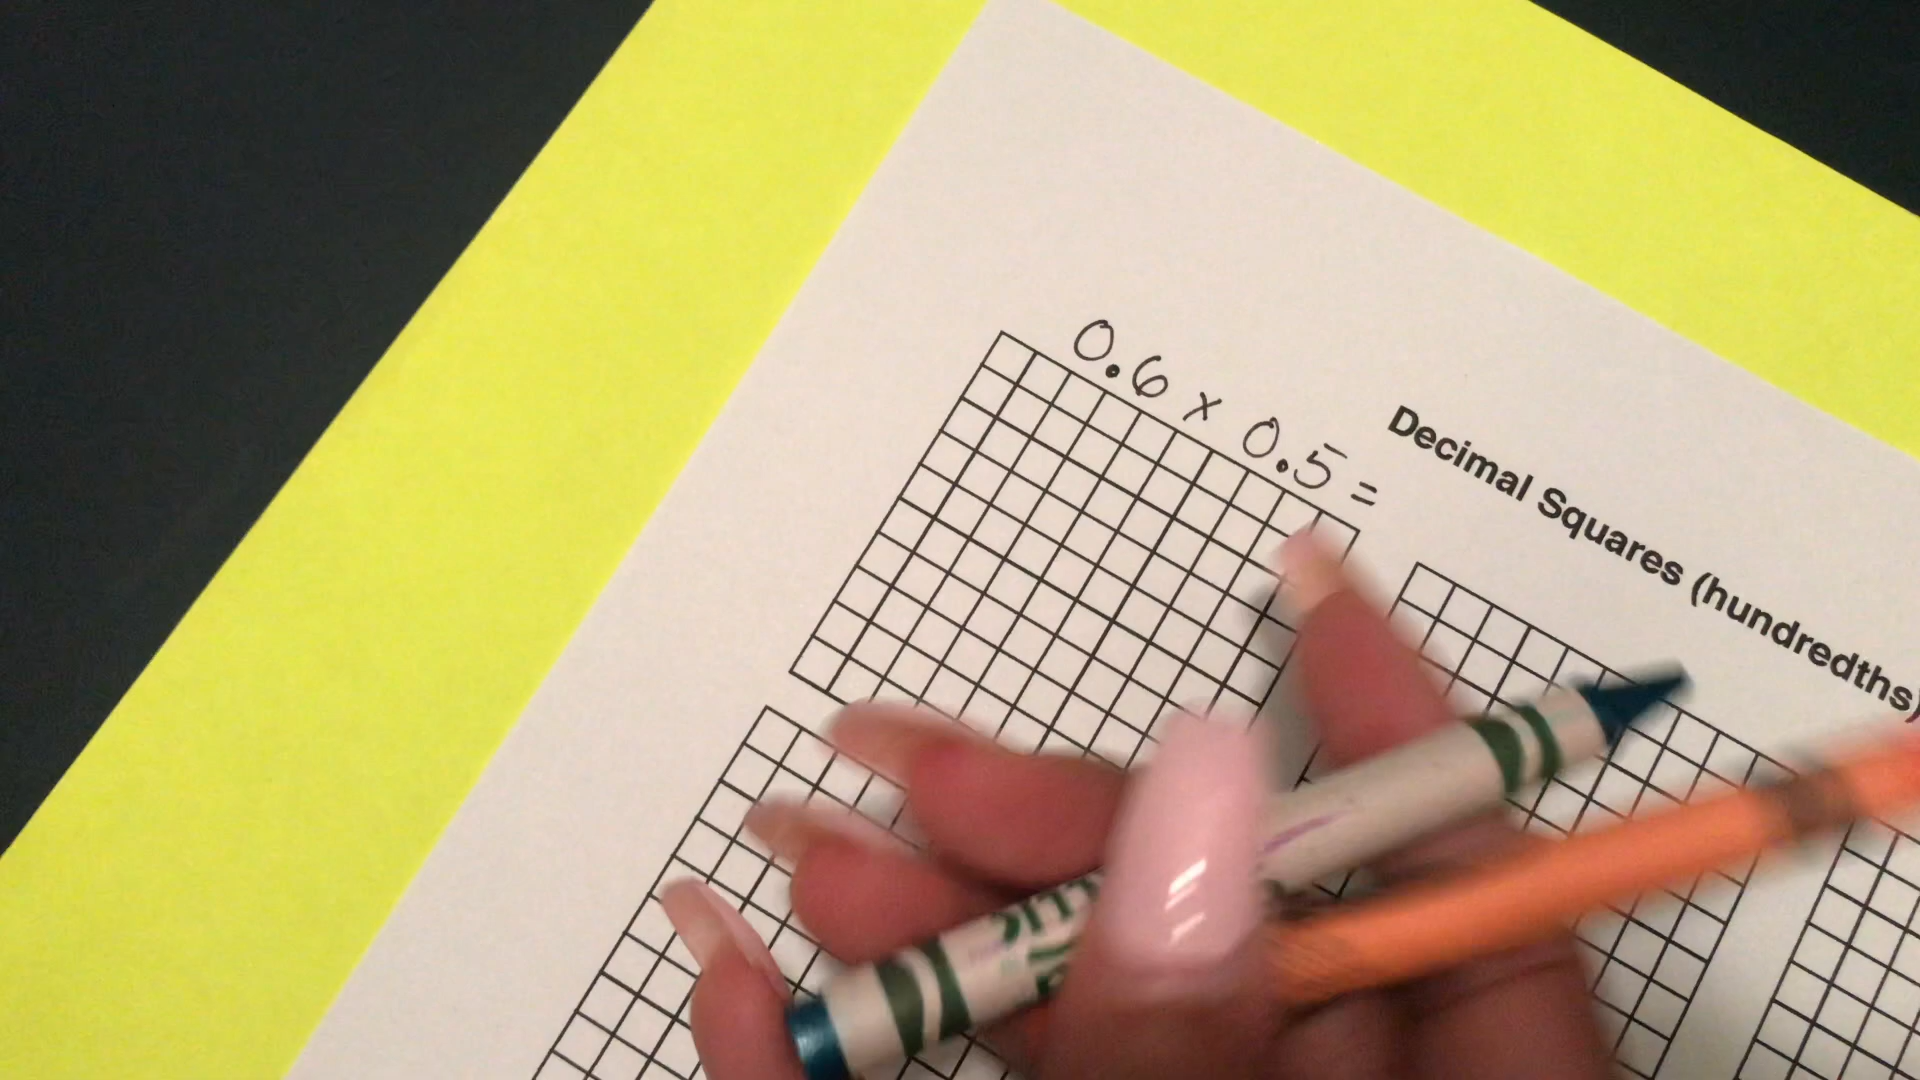 0.6 x 0.5 =
Decimal Squares (hundredths)